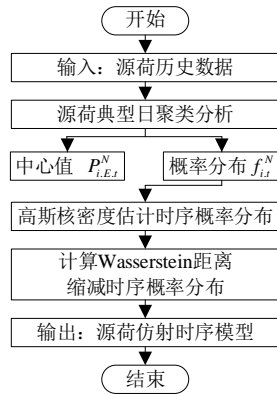 开始
输入：源荷历史数据
源荷典型日聚类分析
中心值 P_{i.E.t}^{N}
概率分布 f_{i.t}^{N}
高斯核密度估计时序概率分布
计算Wasserstein距离
缩减时序概率分布
输出：源荷仿射时序模型
结束